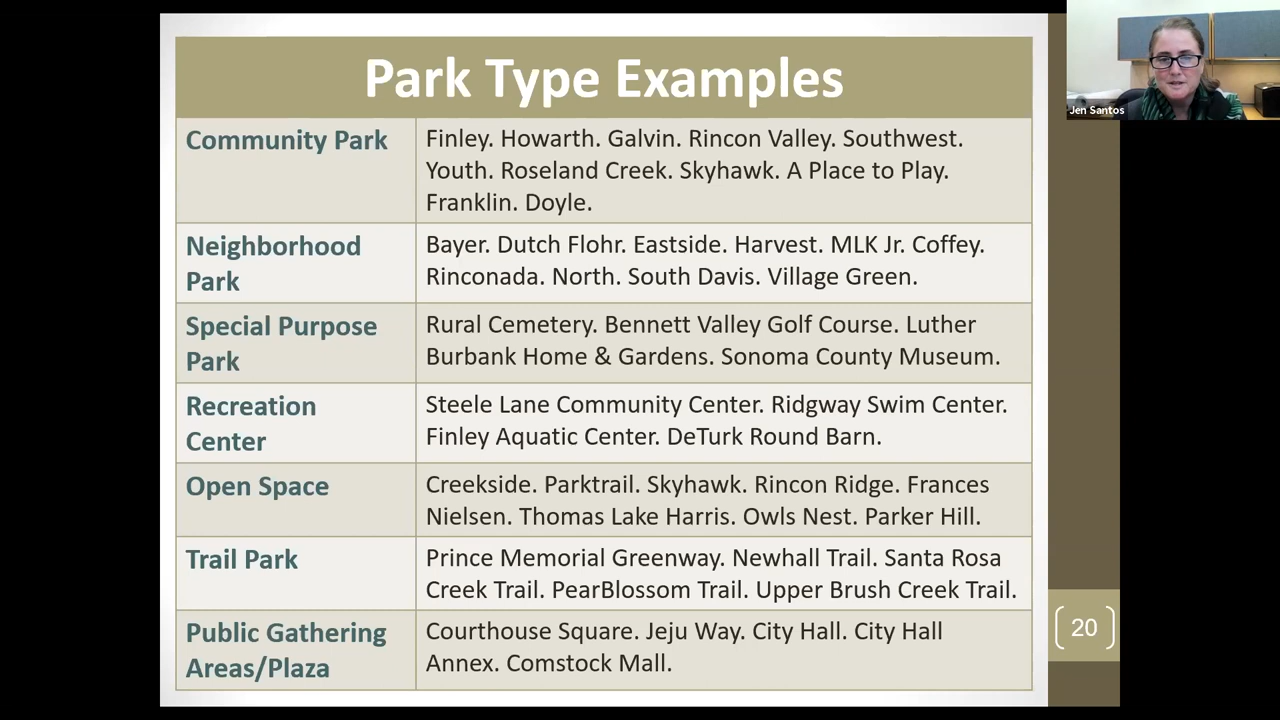 Park Type Examples
Community Park
Finley. Howarth. Galvin. Rincon Valley. Southwest.
Youth. Roseland Creek. Skyhawk. A Place to Play.
Franklin. Doyle.
Neighborhood
Park
Bayer. Dutch Flohr. Eastside. Harvest. MLK Jr. Coffey.
Rinconada. North. South Davis. Village Green.
Special Purpose
Park
Rural Cemetery. Bennett Valley Golf Course. Luther
Burbank Home & Gardens. Sonoma County Museum.
Recreation
Center
Steele Lane Community Center. Ridgway Swim Center.
Finley Aquatic Center. DeTurk Round Barn.
Open Space
Creekside. Parktrail. Skyhawk. Rincon Ridge. Frances
Nielsen. Thomas Lake Harris. Owls Nest. Parker Hill.
Trail Park
Prince Memorial Greenway. Newhall Trail. Santa Rosa
Creek Trail. PearBlossom Trail. Upper Brush Creek Trail.
Public Gathering
Areas/Plaza
Courthouse Square. Jeju Way. City Hall. City Hall
Annex. Comstock Mall.
20
Jen Santos